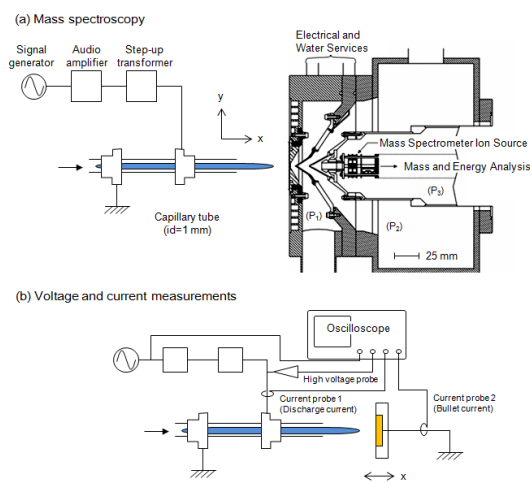 (a) Mass spectroscopy
Signal
generator
Audio
amplifier
Step-up
transformer
Electrical and
Water Services
y
x
Mass Spectrometer Ion Source
Mass and Energy Analysis
(P₁)
(P₂)
(P₃)
25 mm
Capillary tube
(id=1 mm)
(b) Voltage and current measurements
Oscilloscope
High voltage probe
Current probe 1
(Discharge current)
Current probe 2
(Bullet current)
x